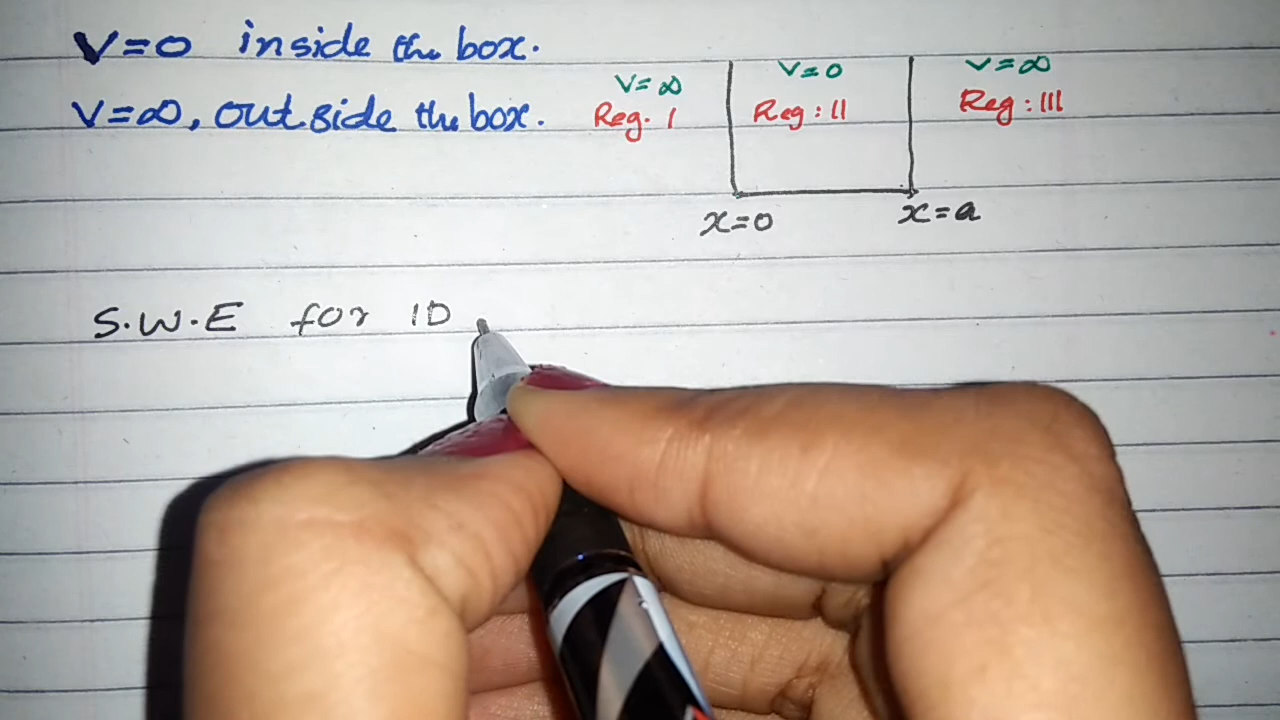 V=0 inside the box.
V=∞, outside the box.
V=∞
Reg. I
V=0
Reg: II
V=∞
Reg: III
x=0
x=a
S.W.E for 1D